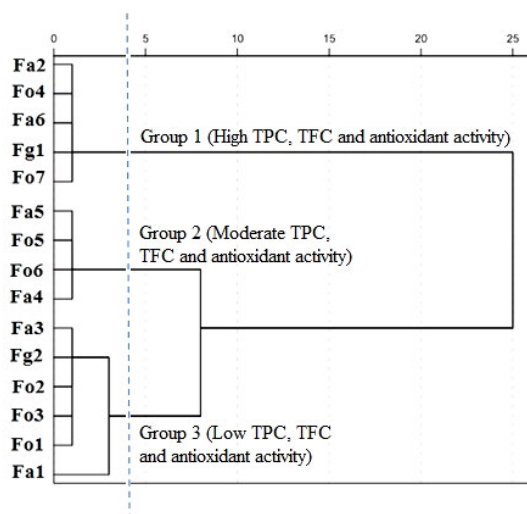 0 5 10 15 20 25
Fa2
Fo4
Fa6
Fg1
Fo7
Group 1 (High TPC, TFC and antioxidant activity)
Fa5
Fo5
Fo6
Fa4
Group 2 (Moderate TPC,
TFC and antioxidant activity)
Fa3
Fg2
Fo2
Fo3
Fo1
Fa1
Group 3 (Low TPC, TFC
and antioxidant activity)